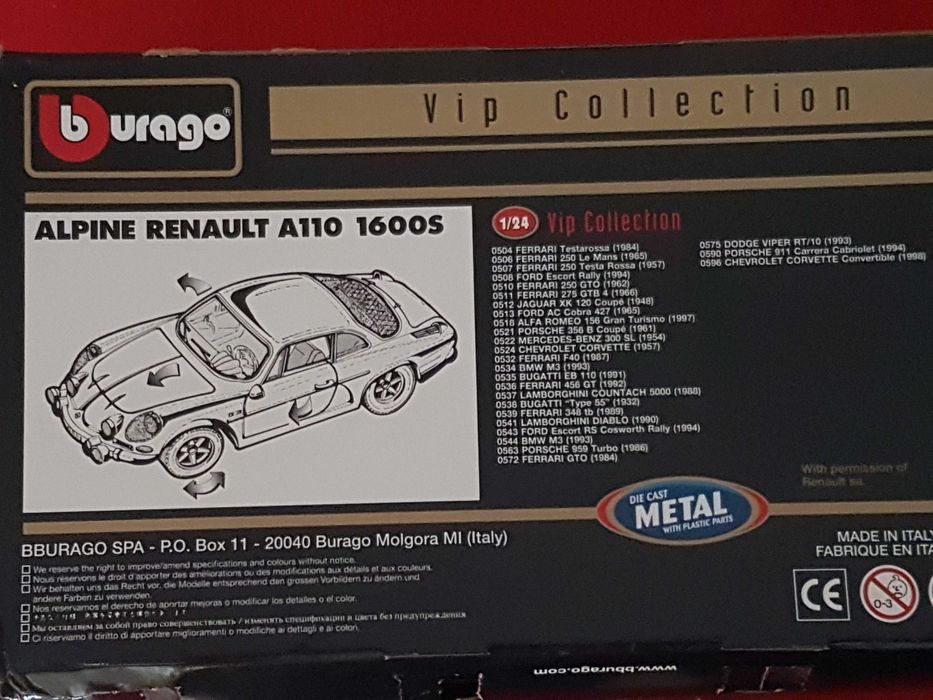 burago®
Vip Collection
ALPINE RENAULT A110 1600S
1/24 Vip Collection
0504 FERRARI Testarossa (1984)
0506 FERRARI 250 Le Mans (1965)
0507 FERRARI 250 Testa Rossa (1957)
0508 FORD Escort Rally (1994)
0510 FERRARI 250 GTO (1962)
0511 FERRARI 275 GTB 4 (1966)
0512 JAGUAR XK 120 Coupé (1948)
0513 FORD AC Cobra 427 (1965)
0516 ALFA ROMEO 156 Gran Turismo (1997)
0521 PORSCHE 356 B Coupé (1961)
0522 MERCEDES-BENZ 300 SL (1954)
0524 CHEVROLET CORVETTE (1957)
0532 FERRARI F40 (1987)
0534 BMW M3 (1993)
0535 BUGATTI EB 110 (1991)
0536 FERRARI 456 GT (1992)
0537 LAMBORGHINI COUNTACH 5000 (1988)
0538 BUGATTI "Type 55" (1932)
0539 FERRARI 348 tb (1989)
0541 LAMBORGHINI DIABLO (1990)
0543 FORD Escort RS Cosworth Rally (1994)
0544 BMW M3 (1993)
0563 PORSCHE 959 Turbo (1986)
0572 FERRARI GTO (1984)
0575 DODGE VIPER RT/10 (1993)
0590 PORSCHE 911 Carrera Cabriolet (1994)
0596 CHEVROLET CORVETTE Convertible (1998)
With permission of
Renault sa.
DIE CAST
METAL
WITH PLASTIC PARTS
BBURAGO SPA - P.O. Box 11 - 20040 Burago Molgora MI (Italy)
We reserve the right to improve/amend specifications and colours without notice.
Nous réservons le droit d'apporter des améliorations ou des modifications aux détails et aux couleurs.
Wir behalten uns das Recht vor, die Modelle entsprechend den grossen Vorbildern zu ändern und
andere Farben zu verwenden.
Nos reservamos el derecho de aportar mejoras o modificar los detalles o el color.
Мы оставляем за собой право совершенствовать / изменять спецификации и цвета без предупреждения
Ci riserviamo il diritto di apportare miglioramenti o modifiche ai dettagli e ai colori.
MADE IN ITALY
FABRIQUE EN ITA
CE
0-3
www.bburago.com